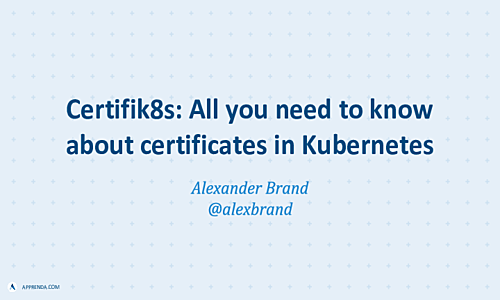 Certifik8s: All you need to know
about certificates in Kubernetes
Alexander Brand
@alexbrand
APPRENDA.COM